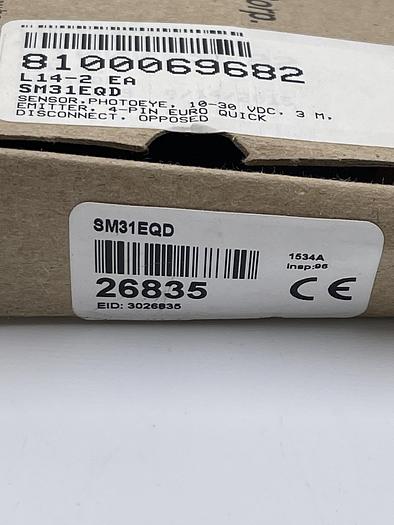 8100069682
L14-2 EA
SM31EQD
SENSOR,PHOTOEYE, 10-30 VDC, 3 M.
EMITTER, 4-PIN EURO QUICK
DISCONNECT, OPPOSED
SM31EQD
1534A
Insp:96
26835
CE
EID: 3026835